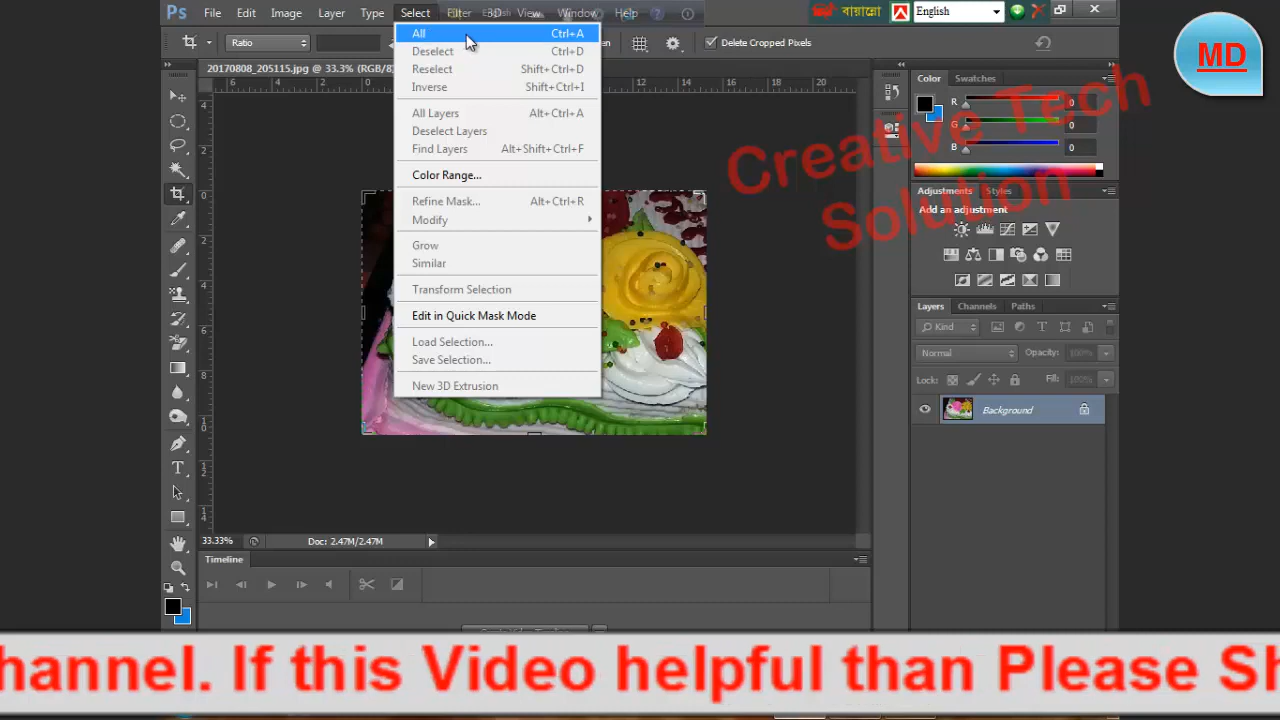 Ps File Edit Image Layer Type Select Filter 3D View Window Help
বায়ান্নো English
MD
Rabo
Delete Cropped Pixels
20170808_205115.jpg @ 33.3% (RGB/8)
All Ctrl+A
Deselect Ctrl+D
Reselect Shift+Ctrl+D
Inverse Shift+Ctrl+I
All Layers Alt+Ctrl+A
Deselect Layers
Find Layers Alt+Shift+Ctrl+F
Color Range...
Refine Mask... Alt+Ctrl+R
Modify
Grow
Similar
Transform Selection
Edit in Quick Mask Mode
Load Selection...
Save Selection...
New 3D Extrusion
Color Swatches
R 0
G 0
B 0
Creative Tech
Solution
Adjustments Styles
Add an adjustment
Layers Channels Paths
Kind
Normal Opacity: 100%
Lock: Fill: 100%
Background
33.33% Doc: 2.47M/2.47M
Timeline
hannel. If this Video helpful than Please Sh